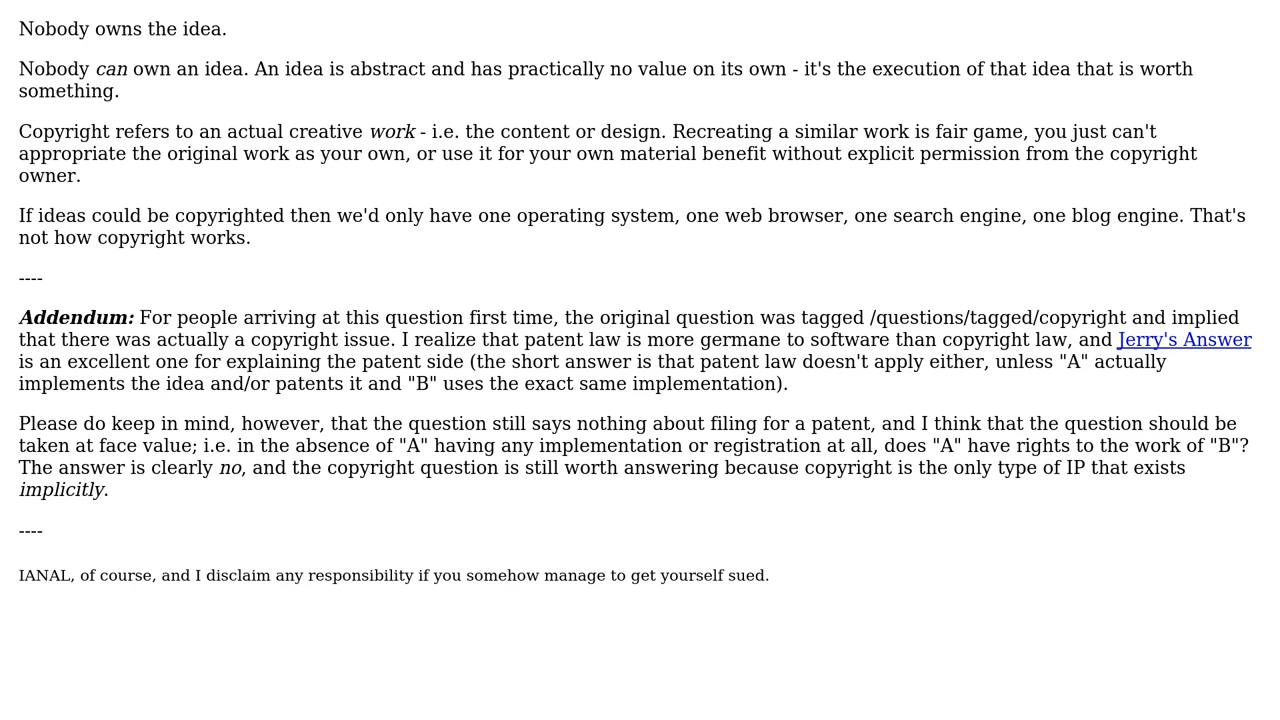 Nobody owns the idea.
Nobody can own an idea. An idea is abstract and has practically no value on its own - it's the execution of that idea that is worth
something.
Copyright refers to an actual creative work - i.e. the content or design. Recreating a similar work is fair game, you just can't
appropriate the original work as your own, or use it for your own material benefit without explicit permission from the copyright
owner.
If ideas could be copyrighted then we'd only have one operating system, one web browser, one search engine, one blog engine. That's
not how copyright works.
----
Addendum: For people arriving at this question first time, the original question was tagged /questions/tagged/copyright and implied
that there was actually a copyright issue. I realize that patent law is more germane to software than copyright law, and Jerry's Answer
is an excellent one for explaining the patent side (the short answer is that patent law doesn't apply either, unless "A" actually
implements the idea and/or patents it and "B" uses the exact same implementation).
Please do keep in mind, however, that the question still says nothing about filing for a patent, and I think that the question should be
taken at face value; i.e. in the absence of "A" having any implementation or registration at all, does "A" have rights to the work of "B"?
The answer is clearly no, and the copyright question is still worth answering because copyright is the only type of IP that exists
implicitly.
----
IANAL, of course, and I disclaim any responsibility if you somehow manage to get yourself sued.